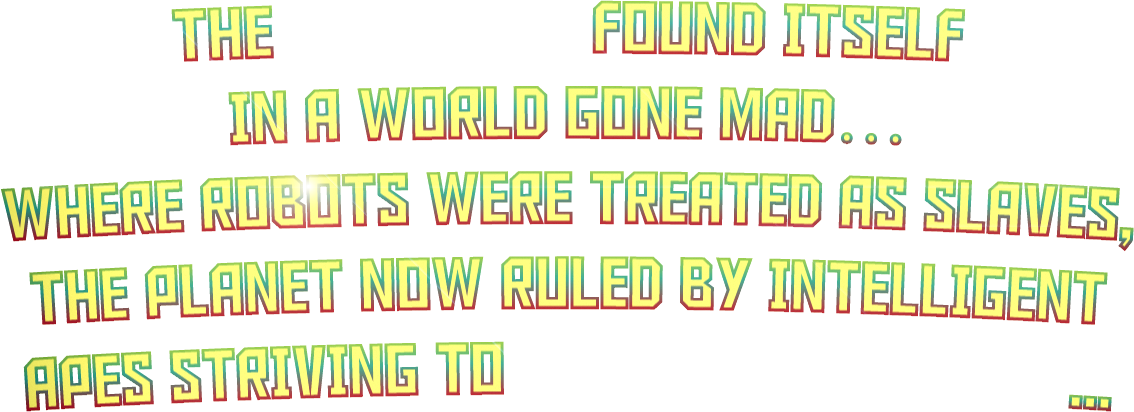 THE FOUND ITSELF
IN A WORLD GONE MAD...
WHERE ROBOTS WERE TREATED AS SLAVES,
THE PLANET NOW RULED BY INTELLIGENT
APES STRIVING TO ...